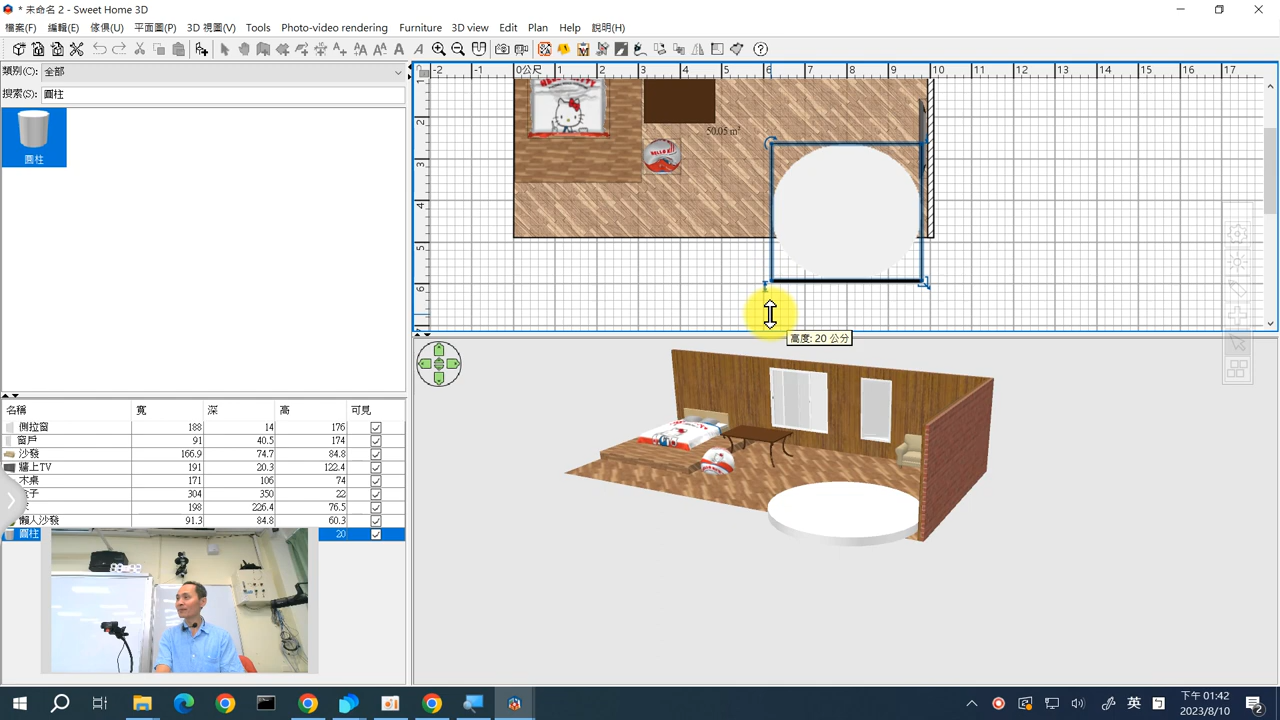 * 未命名 2 - Sweet Home 3D
檔案(F) 編輯(E) 傢俱(U) 平面圖(P) 3D 視圖(V) Tools Photo-video rendering Furniture 3D view Edit Plan Help 說明(H)
類別(C): 全部
搜索(S): 圓柱
圓柱
-2 -1 0公尺 1 2 3 4 5 6 7 8 9 10 11 12 13 14 15 16 17
1
2
3
4
5
6
50.05 m²
高度: 20 公分
名稱 寬 深 高 可見
側拉窗 188 14 176
窗戶 91 40.5 174
沙發 166.9 74.7 84.8
牆上TV 191 20.3 122.4
木桌 171 106 74
子 304 350 22
198 226.4 76.5
懶人沙發 91.3 84.8 60.3
圓柱 20
英
下午 01:42
2023/8/10
2